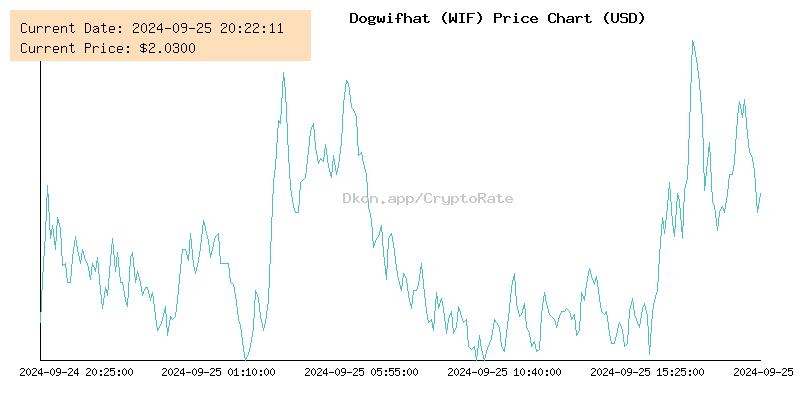 Dogwifhat (WIF) Price Chart (USD)
Current Date: 2024-09-25 20:22:11
Current Price: $2.0300
Dkon.app/CryptoRate
2024-09-24 20:25:00 2024-09-25 01:10:00 2024-09-25 05:55:00 2024-09-25 10:40:00 2024-09-25 15:25:00 2024-09-25